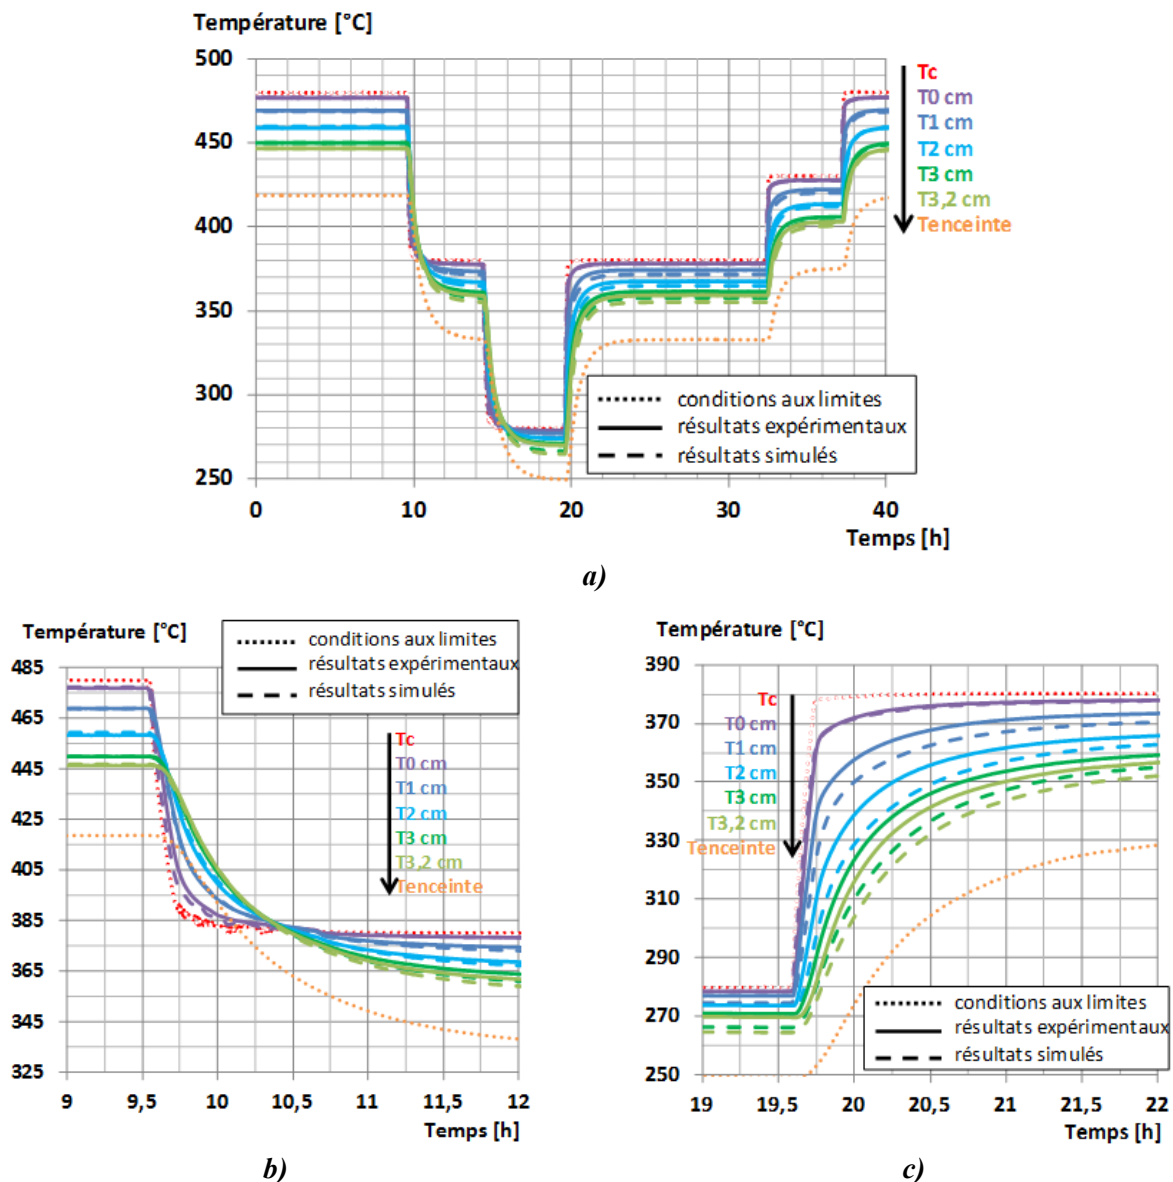 Température [°C]
500
450
400
350
300
250
0
10
20
30
40
Temps [h]
Tc
T0 cm
T1 cm
T2 cm
T3 cm
T3,2 cm
Tenceinte
conditions aux limites
résultats expérimentaux
résultats simulés
a)
Température [°C]
485
465
445
425
405
385
365
345
325
9
9,5
10
10,5
11
11,5
12
Temps [h]
conditions aux limites
résultats expérimentaux
résultats simulés
Tc
T0 cm
T1 cm
T2 cm
T3 cm
T3,2 cm
Tenceinte
b)
Température [°C]
390
370
350
330
310
290
270
250
19
19,5
20
20,5
21
21,5
22
Temps [h]
Tc
T0 cm
T1 cm
T2 cm
T3 cm
T3,2 cm
Tenceinte
conditions aux limites
résultats expérimentaux
résultats simulés
c)